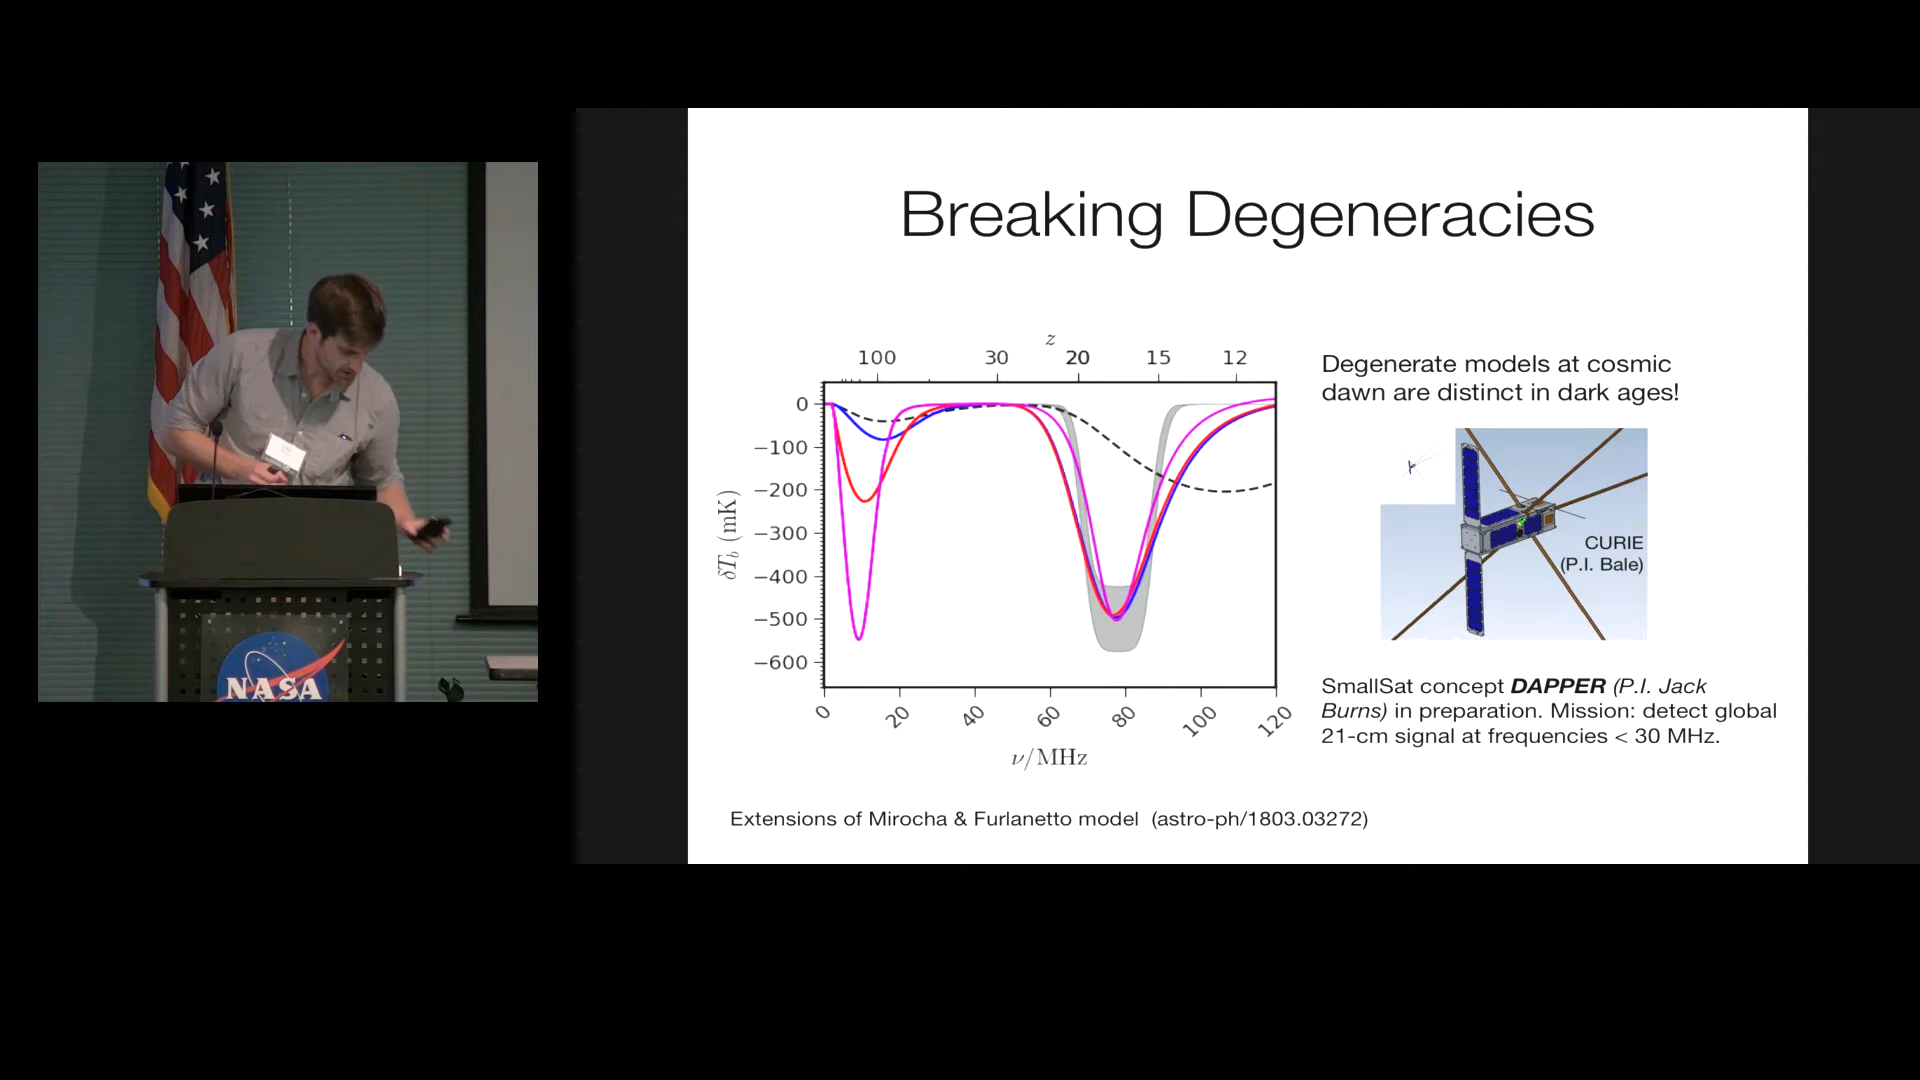 Breaking Degeneracies
z
100 30 20 15 12
0
−100
−200
−300
−400
−500
−600
δT_b (mK)
0 20 40 60 80 100 120
ν/MHz
Degenerate models at cosmic
dawn are distinct in dark ages!
CURIE
(P.I. Bale)
SmallSat concept DAPPER (P.I. Jack
Burns) in preparation. Mission: detect global
21-cm signal at frequencies < 30 MHz.
Extensions of Mirocha & Furlanetto model (astro-ph/1803.03272)
NASA